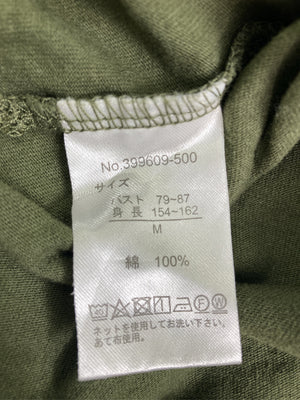 No.399609-500
サイズ
バスト 79~87
身長 154~162
M
綿 100%
ネットを使用してお洗い下さい。
あて布使用。